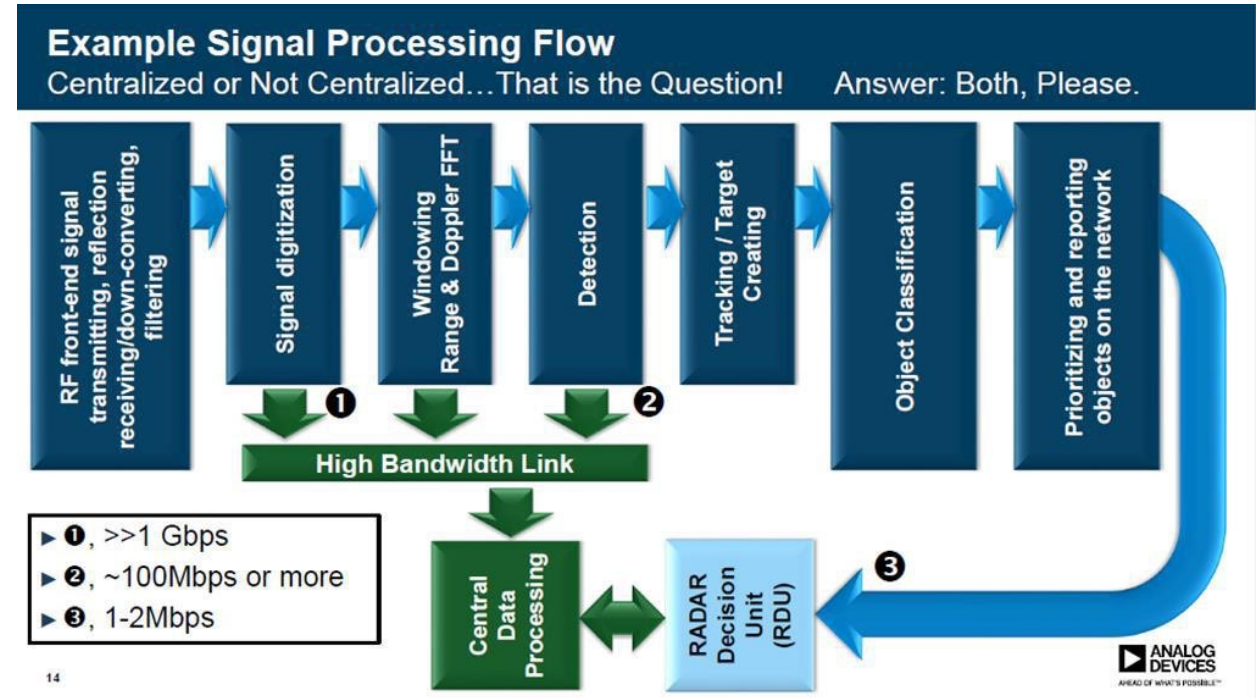 Example Signal Processing Flow
Centralized or Not Centralized...That is the Question! Answer: Both, Please.
RF front-end signal
transmitting, reflection
receiving/down-converting,
filtering
Signal digitization
Windowing
Range & Doppler FFT
Detection
Tracking / Target
Creating
Object Classification
Prioritizing and reporting
objects on the network
❶
❷
High Bandwidth Link
► ❶, >>1 Gbps
► ❷, ~100Mbps or more
► ❸, 1-2Mbps
Central
Data
Processing
RADAR
Decision
Unit
(RDU)
❸
14
ANALOG
DEVICES
AHEAD OF WHAT'S POSSIBLE™